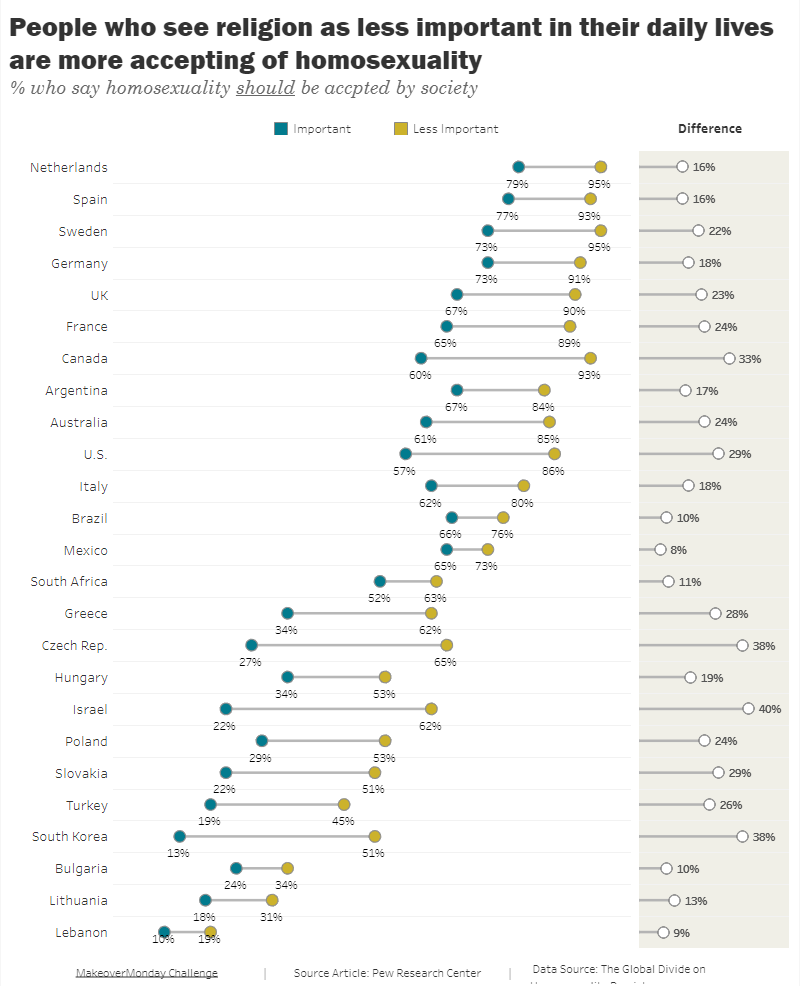 People who see religion as less important in their daily lives
are more accepting of homosexuality
% who say homosexuality should be accpted by society
Important Less Important Difference
Netherlands 79% 95% 16%
Spain 77% 93% 16%
Sweden 73% 95% 22%
Germany 73% 91% 18%
UK 67% 90% 23%
France 65% 89% 24%
Canada 60% 93% 33%
Argentina 67% 84% 17%
Australia 61% 85% 24%
U.S. 57% 86% 29%
Italy 62% 80% 18%
Brazil 66% 76% 10%
Mexico 65% 73% 8%
South Africa 52% 63% 11%
Greece 34% 62% 28%
Czech Rep. 27% 65% 38%
Hungary 34% 53% 19%
Israel 22% 62% 40%
Poland 29% 53% 24%
Slovakia 22% 51% 29%
Turkey 19% 45% 26%
South Korea 13% 51% 38%
Bulgaria 24% 34% 10%
Lithuania 18% 31% 13%
Lebanon 10% 19% 9%
MakeoverMonday Challenge | Source Article: Pew Research Center | Data Source: The Global Divide on